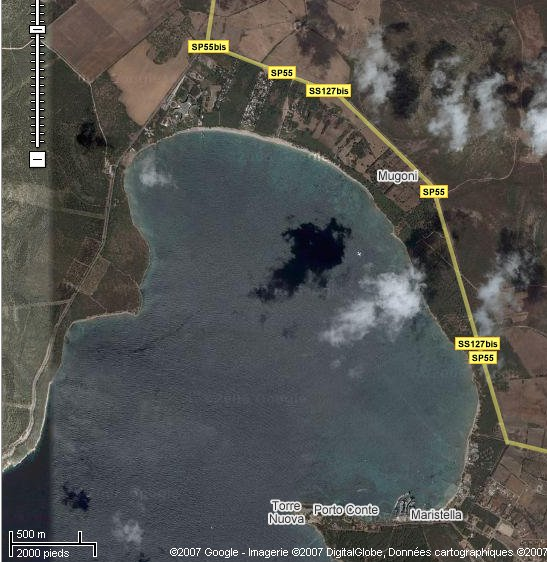 SP55bis
SP55
SS127bis
Mugoni
SP55
SS127bis
SP55
Torre
Nuova
Porto Conte
Maristella
500 m
2000 pieds
©2007 Google - Imagerie ©2007 DigitalGlobe, Données cartographiques ©2007